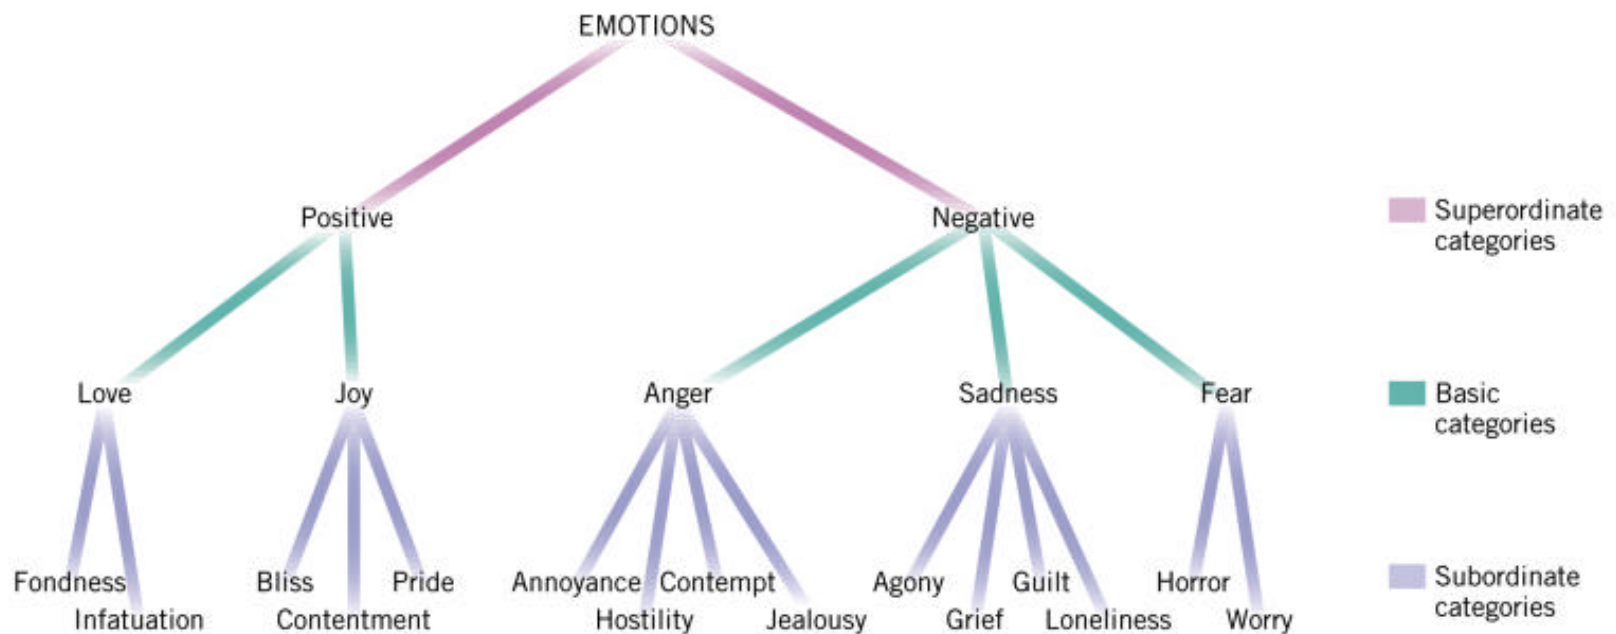 EMOTIONS
Positive
Negative
Superordinate
categories
Love
Joy
Anger
Sadness
Fear
Basic
categories
Fondness
Infatuation
Bliss
Contentment
Pride
Annoyance
Hostility
Contempt
Jealousy
Agony
Grief
Guilt
Loneliness
Horror
Worry
Subordinate
categories